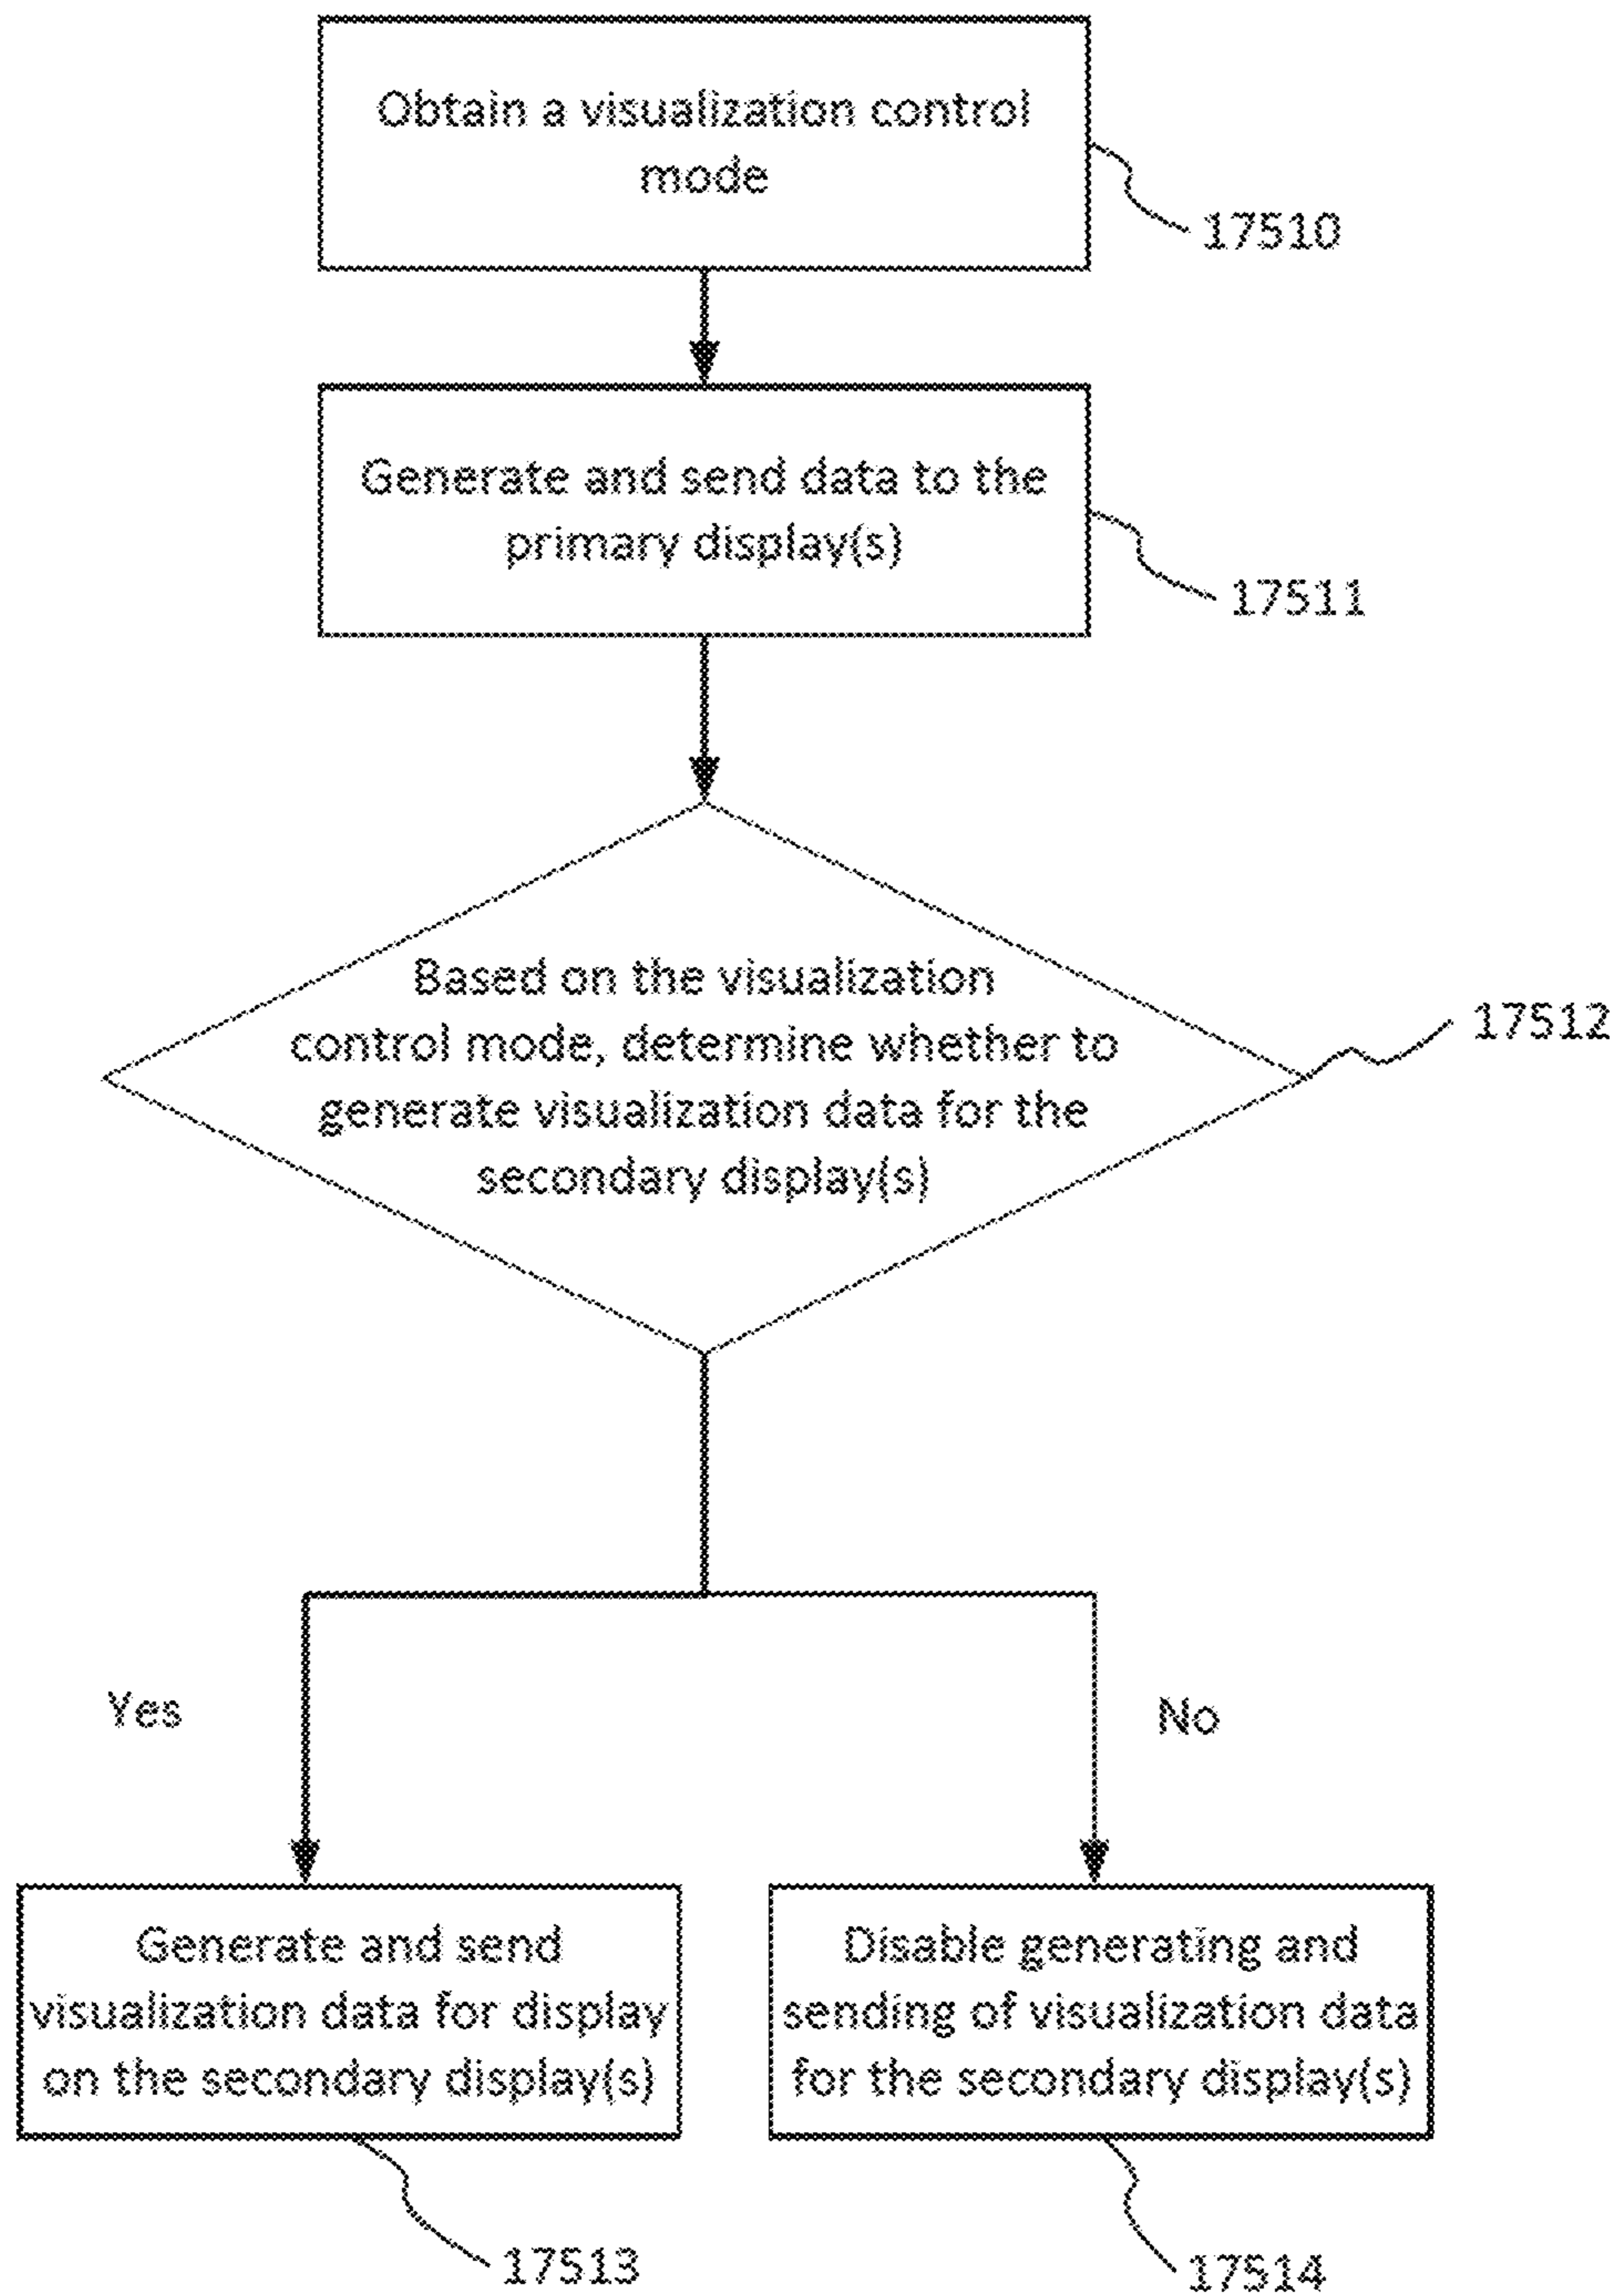 Obtain a visualization control
mode
17510
Generate and send data to the
primary display(s)
17511
Based on the visualization
control mode, determine whether to
generate visualization data for the
secondary display(s)
17512
Yes
No
Generate and send
visualization data for display
on the secondary display(s)
17513
Disable generating and
sending of visualization data
for the secondary display(s)
17514